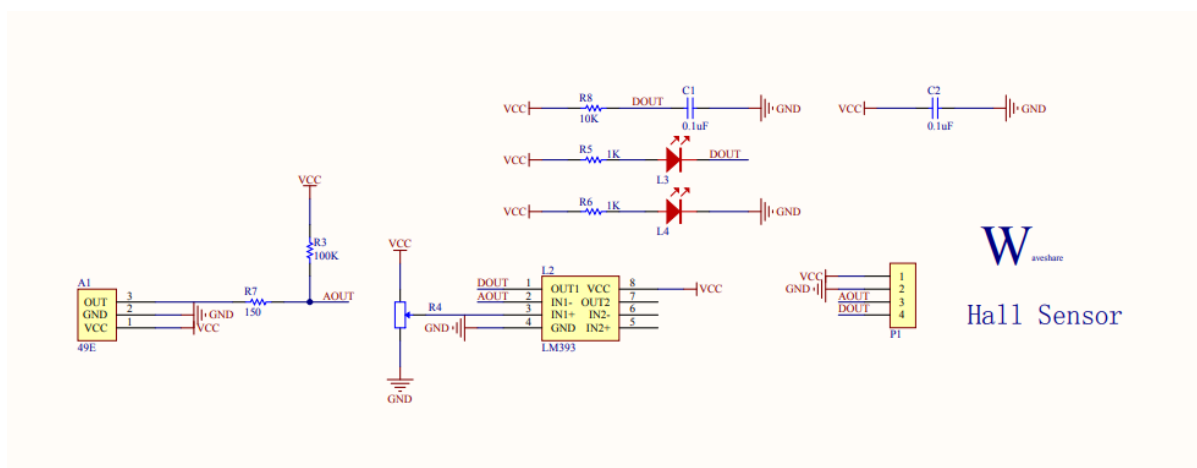 C1
C2
R8
DOUT
VCC
GND
VCC
GND
10K
0.1uF
0.1uF
R5
1K
VCC
DOUT
L3
VCC
R6
1K
VCC
GND
L4
R3
100K
VCC
W
aveshare
A1
R7
AOUT
150
OUT
3
GND
2
GND
VCC
1
VCC
49E
R4
GND
L2
DOUT
1
OUT1
VCC
8
VCC
AOUT
2
IN1-
OUT2
7
3
IN1+
IN2-
6
GND
4
GND
IN2+
5
LM393
VCC
1
GND
2
AOUT
3
DOUT
4
P1
Hall Sensor